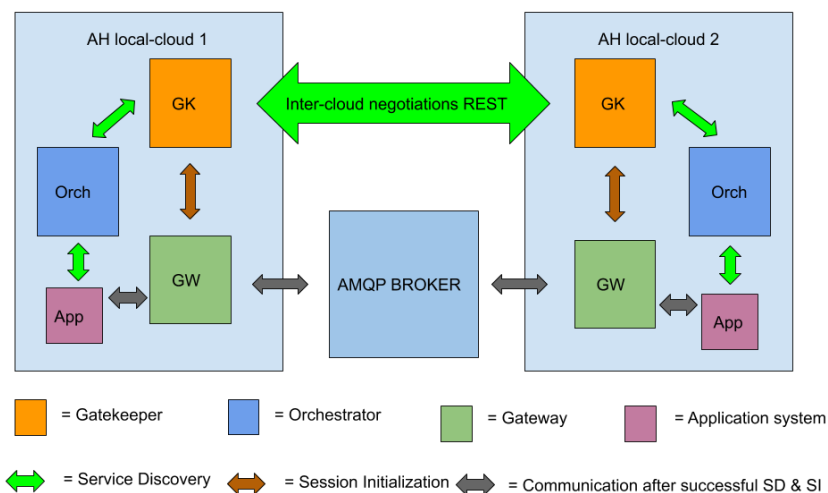 AH local-cloud 1
AH local-cloud 2
GK
Inter-cloud negotiations REST
GK
Orch
Orch
GW
AMQP BROKER
GW
App
App
= Gatekeeper
= Orchestrator
= Gateway
= Application system
= Service Discovery
= Session Initialization
= Communication after successful SD & SI